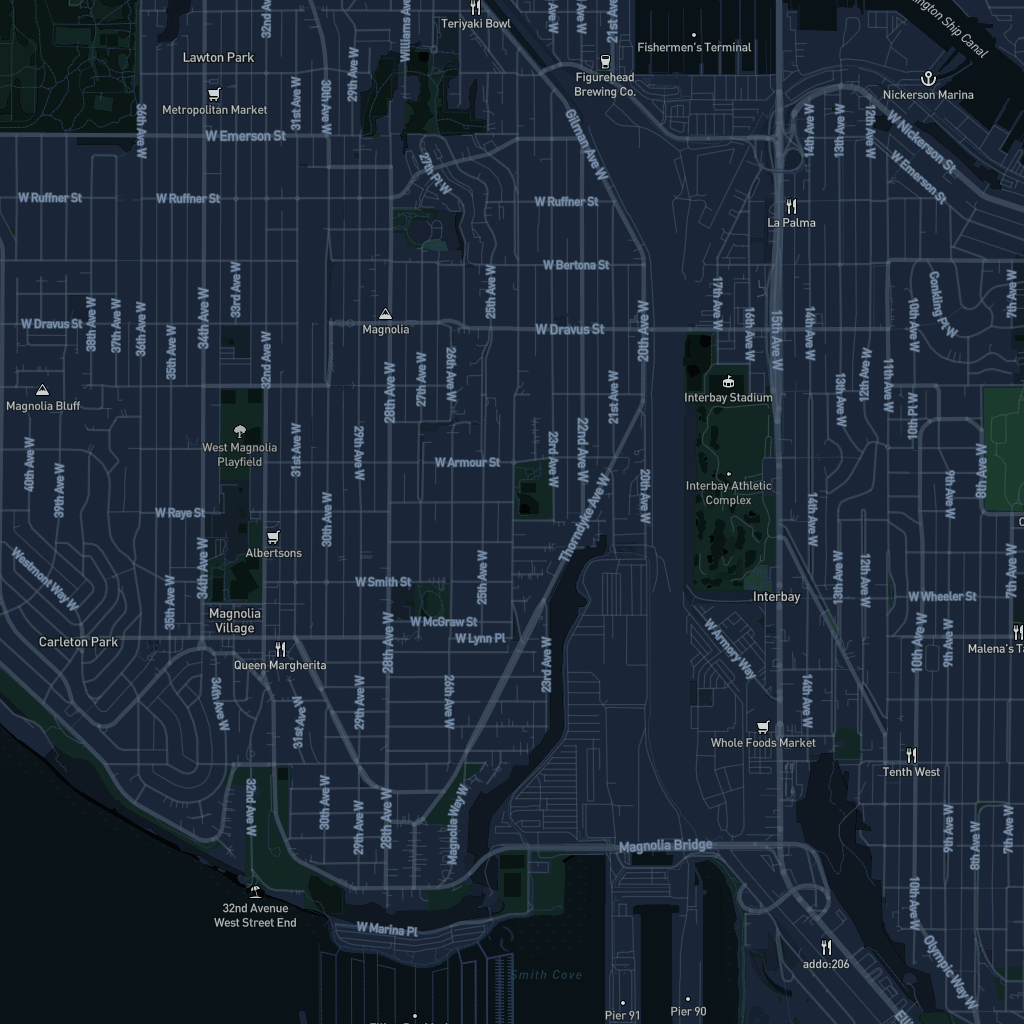 Teriyaki Bowl
Fishermen's Terminal
Ship Canal
Lawton Park
Figurehead
Brewing Co.
Nickerson Marina
Metropolitan Market
32nd Av
29th Ave W
31st Ave W
30th Ave W
36th Ave W
W Emerson St
Gilman Ave W
14th Ave W
13th Ave W
12th Ave W
W Nickerson St
W Emerson St
27th Pl W
W Ruffner St
W Ruffner St
W Ruffner St
La Palma
W Bertona St
33rd Ave W
34th Ave W
25th Ave W
17th Ave W
16th Ave W
15th Ave W
14th Ave W
Conkling Pl W
10th Ave W
7th Ave W
38th Ave W
37th Ave W
36th Ave W
35th Ave W
W Dravus St
Magnolia
W Dravus St
20th Ave W
32nd Ave W
28th Ave W
27th Ave W
26th Ave W
21st Ave W
Magnolia Bluff
Interbay Stadium
13th Ave W
12th Ave W
11th Ave W
10th Pl W
West Magnolia
Playfield
31st Ave W
29th Ave W
W Armour St
23rd Ave W
22nd Ave W
40th Ave W
39th Ave W
8th Ave W
9th Ave W
Interbay Athletic
Complex
20th Ave W
14th Ave W
W Raye St
30th Ave W
Thorndyke Ave W
Albertsons
Westmont Way W
34th Ave W
35th Ave W
W Smith St
25th Ave W
13th Ave W
12th Ave W
7th Ave W
Interbay
W Wheeler St
Magnolia
Village
W McGraw St
W Lynn Pl
Carleton Park
28th Ave W
W Armory Way
10th Ave W
9th Ave W
Queen Margherita
23rd Ave W
34th Ave W
31st Ave W
29th Ave W
26th Ave W
14th Ave W
Whole Foods Market
Tenth West
32nd Ave W
30th Ave W
29th Ave W
28th Ave W
Magnolia Way W
Magnolia Bridge
9th Ave W
8th Ave W
7th Ave W
32nd Avenue
West Street End
W Marina Pl
10th Ave W
Olympic Way W
addo:206
Smith Cove
Pier 91
Pier 90